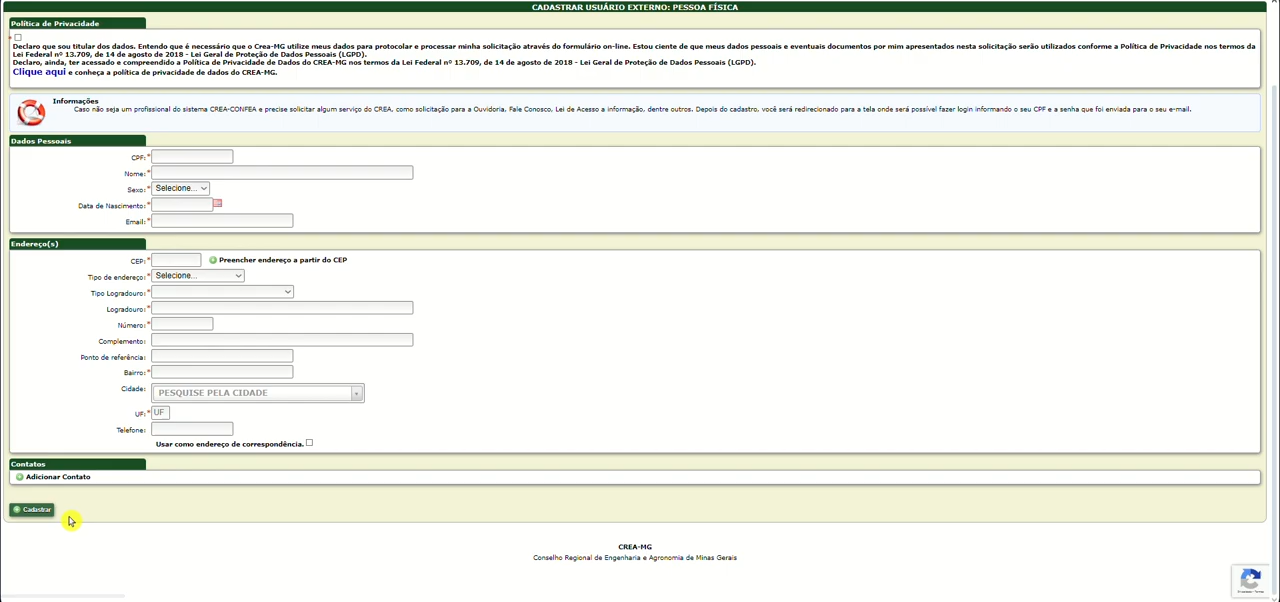 CADASTRAR USUÁRIO EXTERNO: PESSOA FÍSICA
Política de Privacidade
*
Declaro que sou titular dos dados. Entendo que é necessário que o Crea-MG utilize meus dados para protocolar e processar minha solicitação através do formulário on-line. Estou ciente de que meus dados pessoais e eventuais documentos por mim apresentados nesta solicitação serão utilizados conforme a Política de Privacidade nos termos da
Lei Federal nº 13.709, de 14 de agosto de 2018 - Lei Geral de Proteção de Dados Pessoais (LGPD).
Declaro, ainda, ter acessado e compreendido a Política de Privacidade de Dados do CREA-MG nos termos da Lei Federal nº 13.709, de 14 de agosto de 2018 - Lei Geral de Proteção de Dados Pessoais (LGPD).
Clique aqui e conheça a política de privacidade de dados do CREA-MG.
Informações
Caso não seja um profissional do sistema CREA-CONFEA e precise solicitar algum serviço do CREA, como solicitação para a Ouvidoria, Fale Conosco, Lei de Acesso a informação, dentre outros. Depois do cadastro, você será redirecionado para a tela onde será possível fazer login informando o seu CPF e a senha que foi enviada para o seu e-mail.
Dados Pessoais
CPF:*
Nome:*
Sexo:* Selecione...
Data de Nascimento:*
Email:*
Endereço(s)
CEP:* Preencher endereço a partir do CEP
Tipo de endereço:* Selecione...
Tipo Logradouro:*
Logradouro:*
Número:*
Complemento:
Ponto de referência:
Bairro:*
Cidade: PESQUISE PELA CIDADE
UF:* UF
Telefone:
Usar como endereço de correspondência.
Contatos
Adicionar Contato
Cadastrar
CREA-MG
Conselho Regional de Engenharia e Agronomia de Minas Gerais